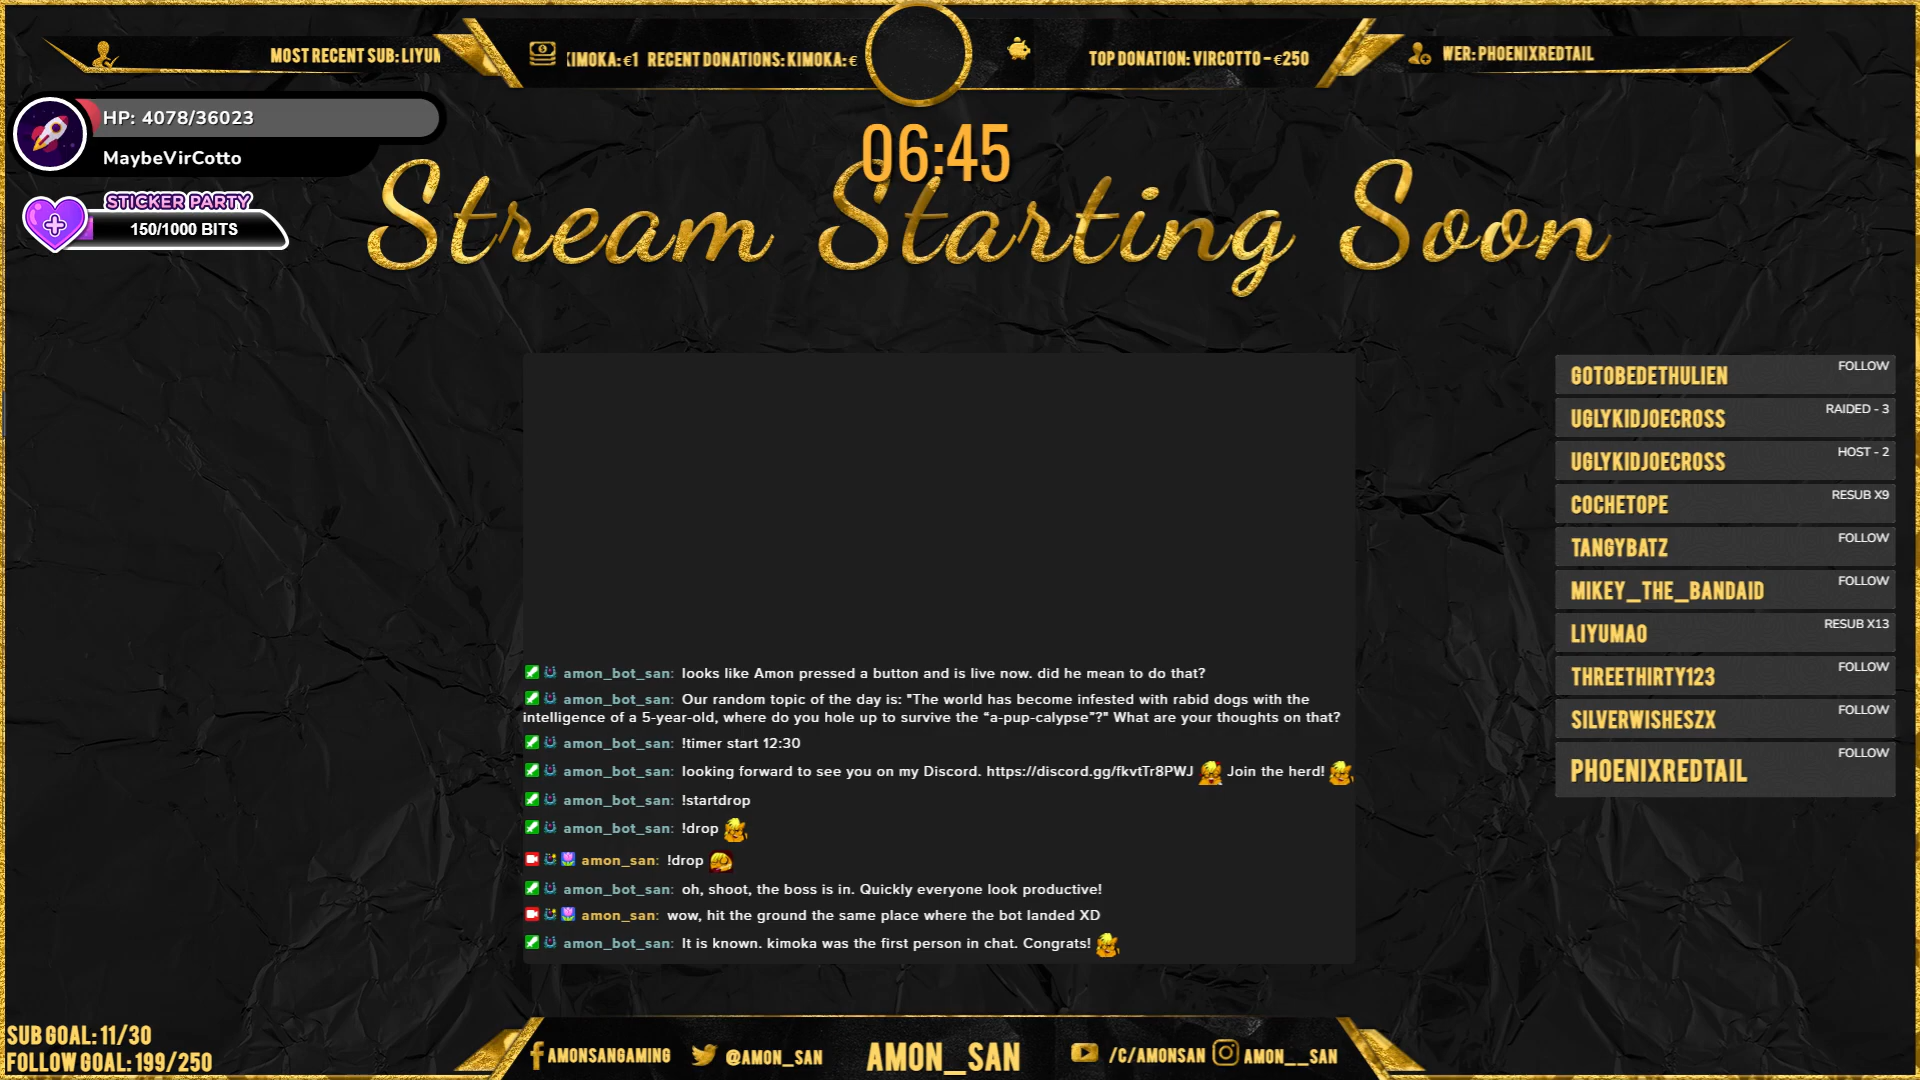 MOST RECENT SUB: LIYUM
KIMOKA: €1 RECENT DONATIONS: KIMOKA: €
TOP DONATION: VIRCOTTO - €250
WER: PHOENIXREDTAIL
HP: 4078/36023
MaybeVirCotto
STICKER PARTY
150/1000 BITS
06:45
Stream Starting Soon
amon_bot_san: looks like Amon pressed a button and is live now. did he mean to do that?
amon_bot_san: Our random topic of the day is: "The world has become infested with rabid dogs with the
intelligence of a 5-year-old, where do you hole up to survive the “a-pup-calypse”?" What are your thoughts on that?
amon_bot_san: !timer start 12:30
amon_bot_san: looking forward to see you on my Discord. https://discord.gg/fkvtTr8PWJ Join the herd!
amon_bot_san: !startdrop
amon_bot_san: !drop
amon_san: !drop
amon_bot_san: oh, shoot, the boss is in. Quickly everyone look productive!
amon_san: wow, hit the ground the same place where the bot landed XD
amon_bot_san: It is known. kimoka was the first person in chat. Congrats!
GOTOBEDETHULIEN FOLLOW
UGLYKIDJOECROSS RAIDED - 3
UGLYKIDJOECROSS HOST - 2
COCHETOPE RESUB X9
TANGYBATZ FOLLOW
MIKEY_THE_BANDAID FOLLOW
LIYUMAO RESUB X13
THREETHIRTY123 FOLLOW
SILVERWISHESZX FOLLOW
PHOENIXREDTAIL FOLLOW
SUB GOAL: 11/30
FOLLOW GOAL: 199/250
AMONSANGAMING
@AMON_SAN
AMON_SAN
/C/AMONSAN
AMON__SAN